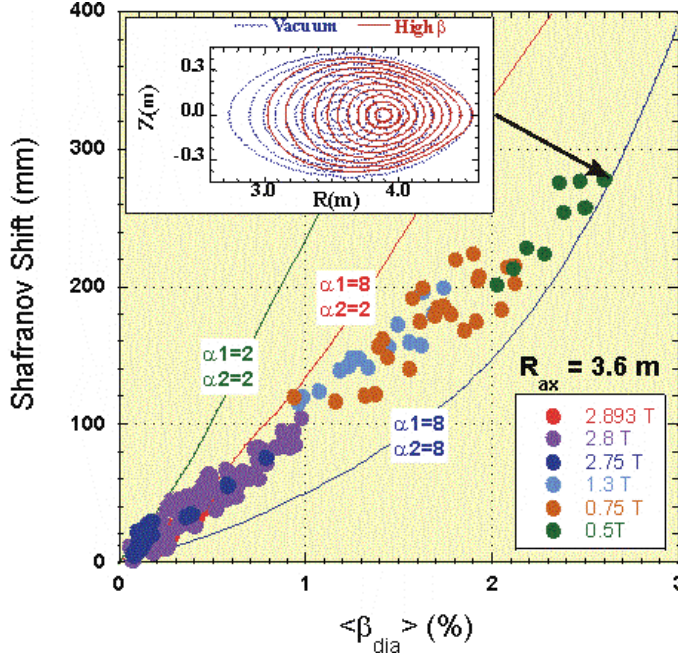 400
300
200
100
0
Shafranov Shift (mm)
Vacuum High β
0.3
0.0
-0.3
Z(m)
3.0 4.0
R(m)
α1=8
α2=2
α1=2
α2=2
α1=8
α2=8
R_ax = 3.6 m
2.893 T
2.8 T
2.75 T
1.3 T
0.75 T
0.5T
0 1 2 3
<β_dia> (%)